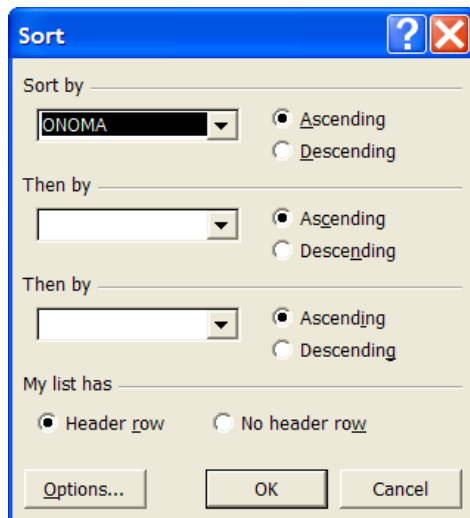 Sort
Sort by
ΟΝΟΜΑ
Ascending
Descending
Then by
Ascending
Descending
Then by
Ascending
Descending
My list has
Header row
No header row
Options...
OK
Cancel